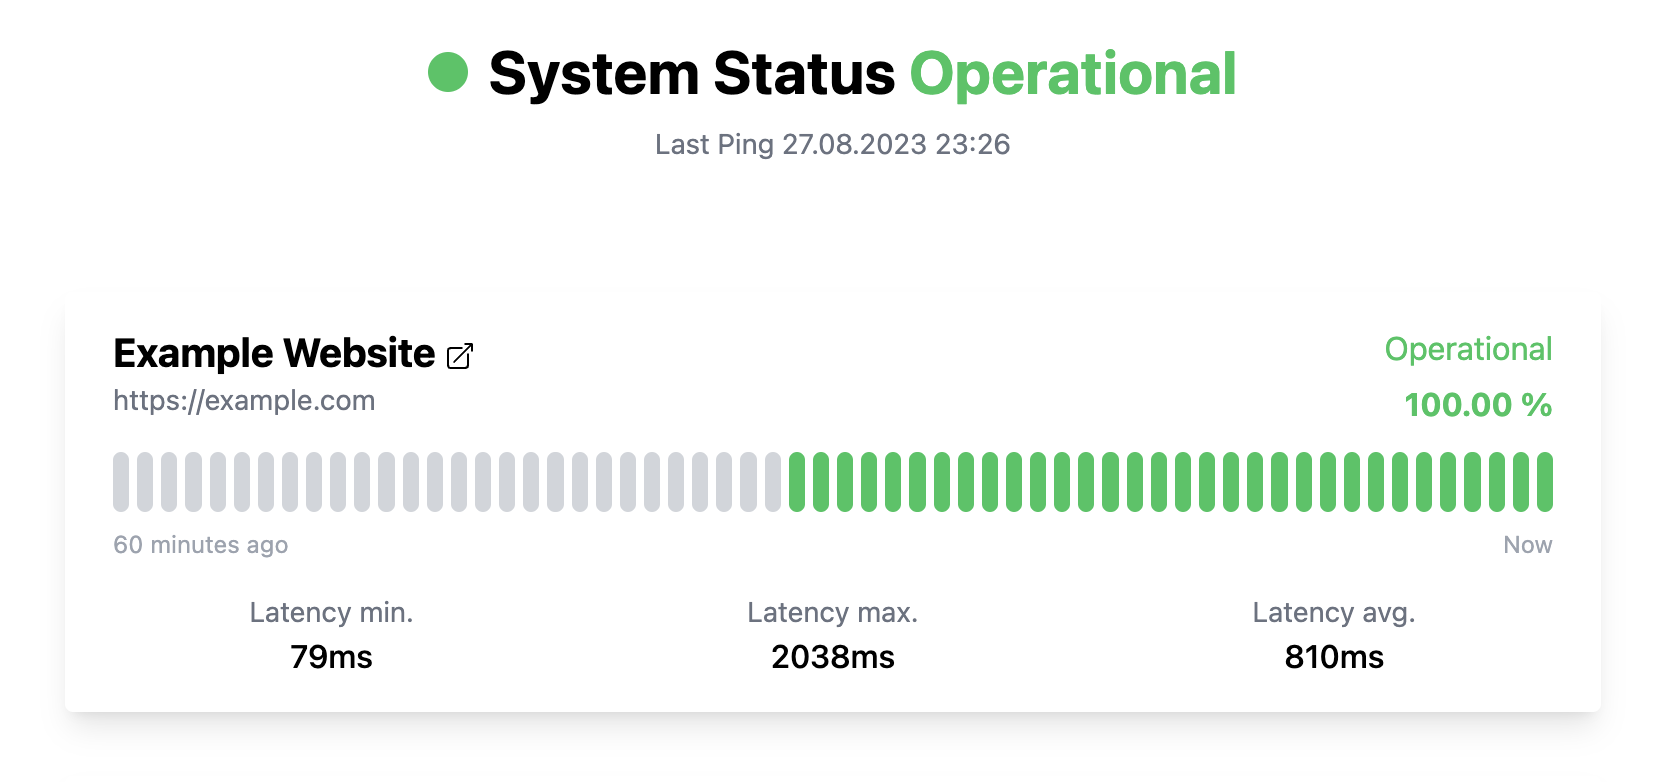 System Status Operational
Last Ping 27.08.2023 23:26
Example Website
Operational
https://example.com
100.00 %
60 minutes ago
Now
Latency min.
Latency max.
Latency avg.
79ms
2038ms
810ms